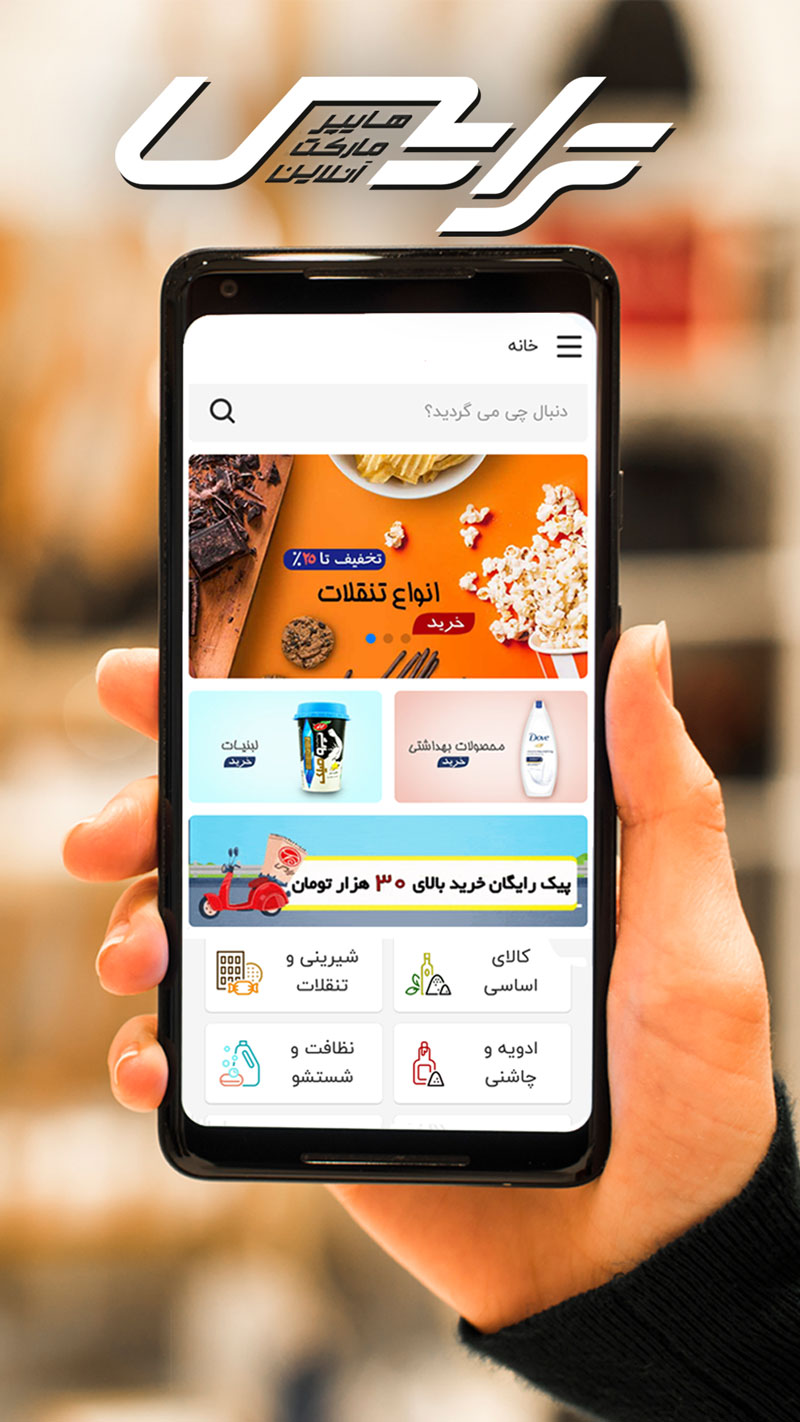 هایپر
مارکت
آنلاین
خانه
دنبال چی می گردید؟
تخفیف تا ۲۵٪
انواع تنقلات
خرید
محصولات بهداشتی
خرید
Dove
لبنیات
خرید
پیک رایگان خرید بالای ۳۰ هزار تومان
کالای
اساسی
شیرینی و
تنقلات
ادویه و
چاشنی
نظافت و
شستشو